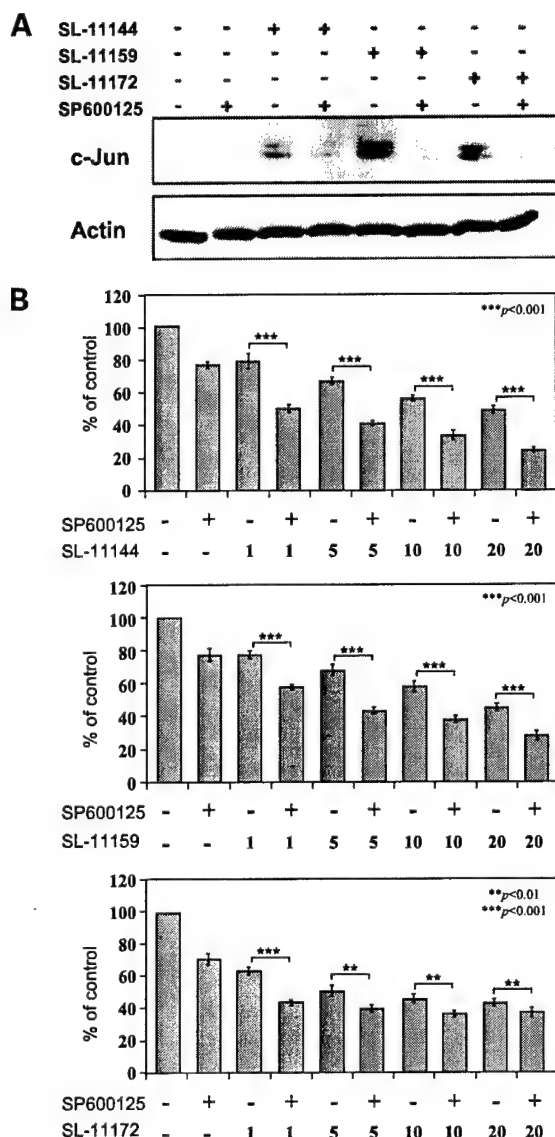 A
SL-11144 - - + + - - - -
SL-11159 - - - - + + - -
SL-11172 - - - - - - + +
SP600125 - + - + - + - +
c-Jun
Actin
B
120
100
80
60
40
20
0
% of control
***p<0.001
*** *** *** ***
SP600125 - + - + - + - + - +
SL-11144 - - 1 1 5 5 10 10 20 20
120
100
80
60
40
20
0
% of control
***p<0.001
*** *** *** ***
SP600125 - + - + - + - + - +
SL-11159 - - 1 1 5 5 10 10 20 20
120
100
80
60
40
20
0
% of control
**p<0.01
***p<0.001
*** ** ** **
SP600125 - + - + - + - + - +
SL-11172 - - 1 1 5 5 10 10 20 20